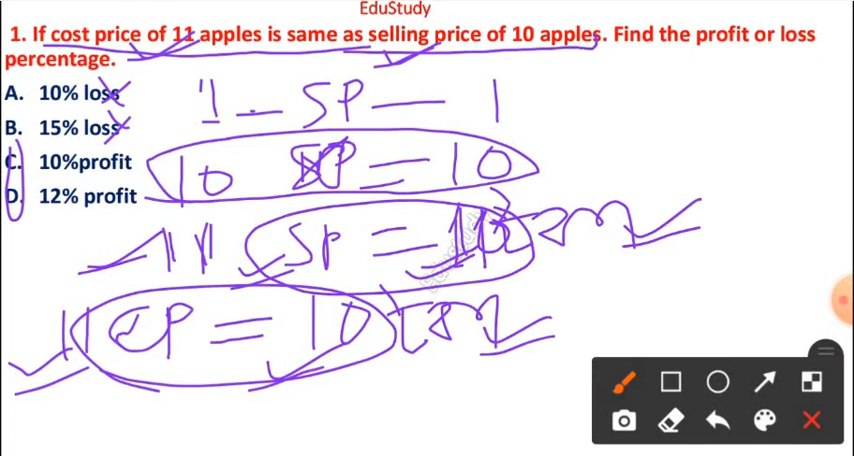 EduStudy
1. If cost price of 11 apples is same as selling price of 10 apples. Find the profit or loss
percentage.
A. 10% loss
B. 15% loss
C. 10%profit
D. 12% profit
1 - SP - 1
10 SP = 10
11 SP = 11
11 CP = 10